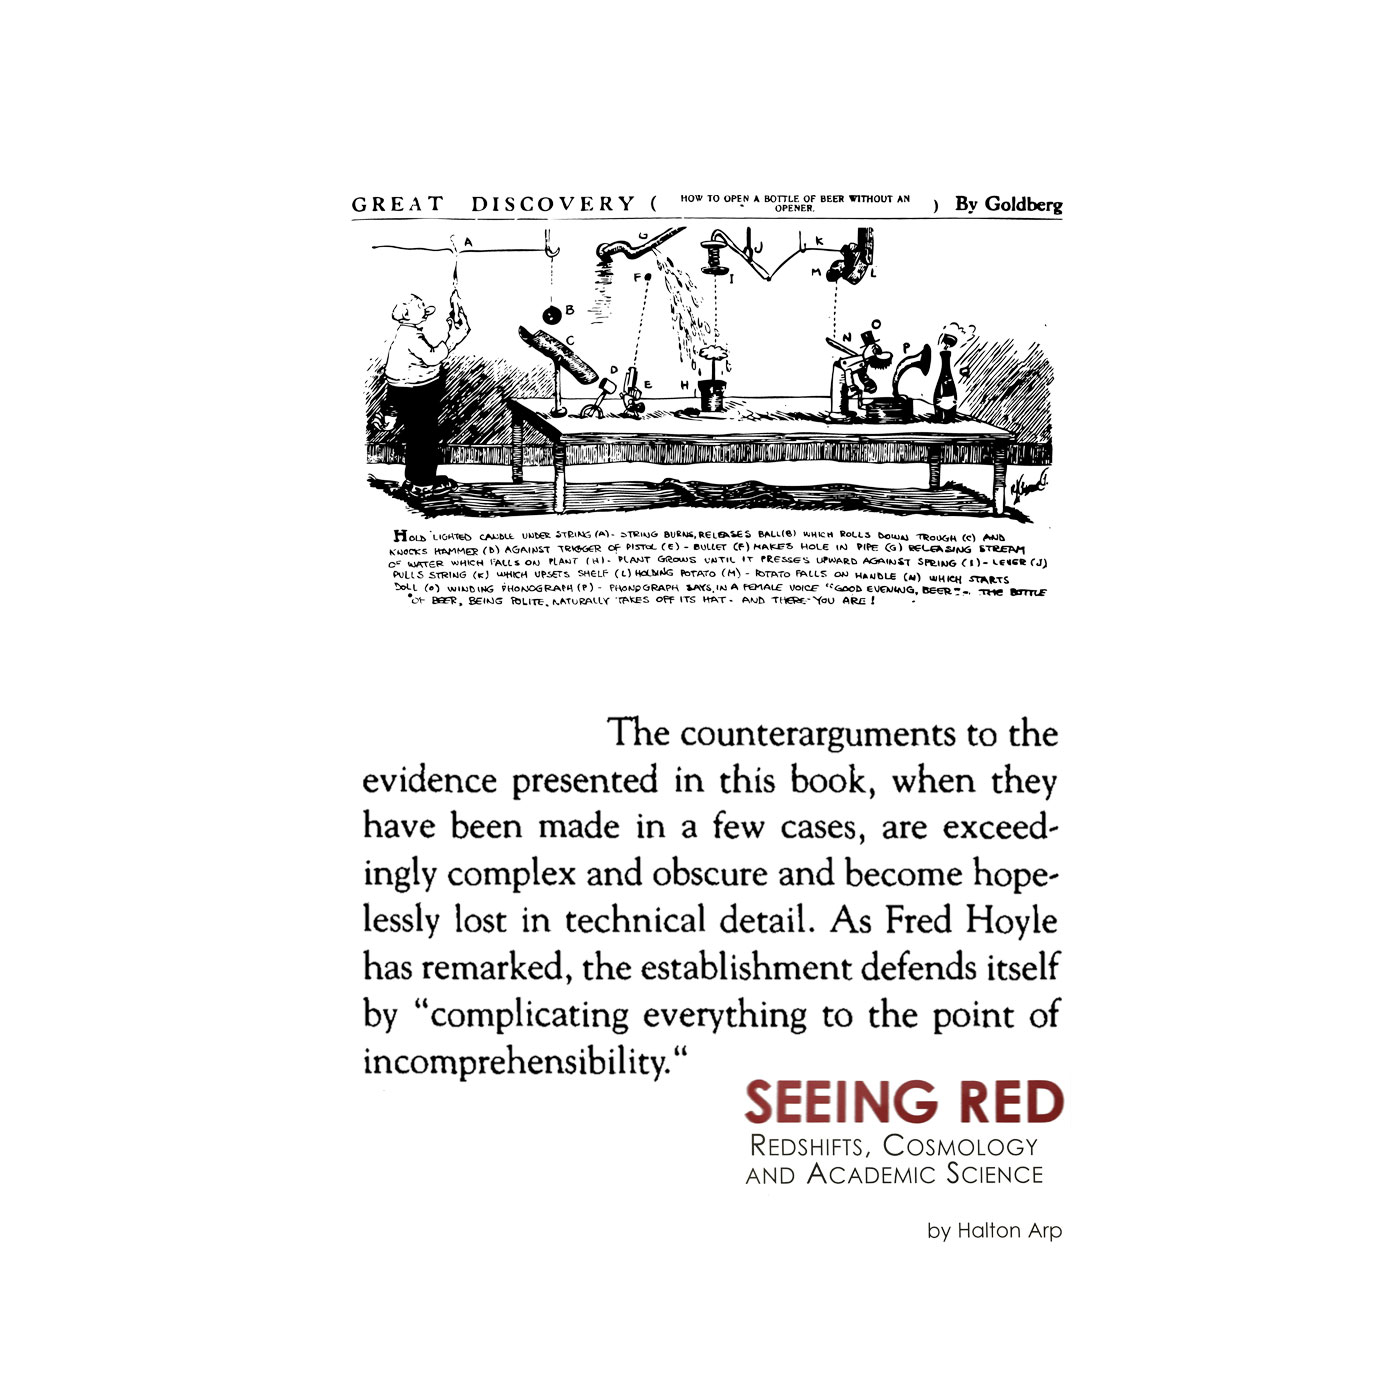 GREAT DISCOVERY ( HOW TO OPEN A BOTTLE OF BEER WITHOUT AN OPENER. ) By Goldberg
A
B
C
D
E
F
G
H
I
J
K
L
M
N
O
P
Q
HOLD LIGHTED CANDLE UNDER STRING (A)- STRING BURNS, RELEASES BALL(B) WHICH ROLLS DOWN TROUGH (C) AND
KNOCKS HAMMER (D) AGAINST TRIGGER OF PISTOL (E) - BULLET (F) MAKES HOLE IN PIPE (G) RELEASING STREAM
OF WATER WHICH FALLS ON PLANT (H)- PLANT GROWS UNTIL IT PRESSES UPWARD AGAINST SPRING (I)- LEVER (J)
PULLS STRING (K) WHICH UPSETS SHELF (L) HOLDING POTATO (M) - POTATO FALLS ON HANDLE (N) WHICH STARTS
DOLL (O) WINDING PHONOGRAPH (P) - PHONOGRAPH SAYS, IN A FEMALE VOICE "GOOD EVENING, BEER"-. THE BOTTLE
OF BEER, BEING POLITE, NATURALLY TAKES OFF ITS HAT- AND THERE-YOU ARE!
The counterarguments to the
evidence presented in this book, when they
have been made in a few cases, are exceed-
ingly complex and obscure and become hope-
lessly lost in technical detail. As Fred Hoyle
has remarked, the establishment defends itself
by “complicating everything to the point of
incomprehensibility.“
SEEING RED
REDSHIFTS, COSMOLOGY
AND ACADEMIC SCIENCE
by Halton Arp